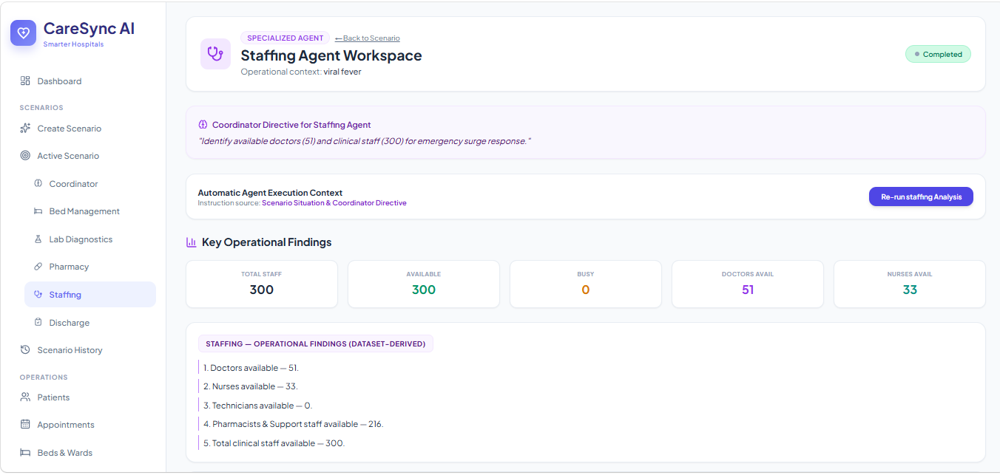 CareSync AI
Smarter Hospitals
Dashboard
SCENARIOS
Create Scenario
Active Scenario
Coordinator
Bed Management
Lab Diagnostics
Pharmacy
Staffing
Discharge
Scenario History
OPERATIONS
Patients
Appointments
Beds & Wards
SPECIALIZED AGENT ←Back to Scenario
Staffing Agent Workspace
Operational context: viral fever
Completed
Coordinator Directive for Staffing Agent
"Identify available doctors (51) and clinical staff (300) for emergency surge response."
Automatic Agent Execution Context
Instruction source: Scenario Situation & Coordinator Directive
Re-run staffing Analysis
Key Operational Findings
TOTAL STAFF
300
AVAILABLE
300
BUSY
0
DOCTORS AVAIL
51
NURSES AVAIL
33
STAFFING — OPERATIONAL FINDINGS (DATASET-DERIVED)
1. Doctors available — 51.
2. Nurses available — 33.
3. Technicians available — 0.
4. Pharmacists & Support staff available — 216.
5. Total clinical staff available — 300.